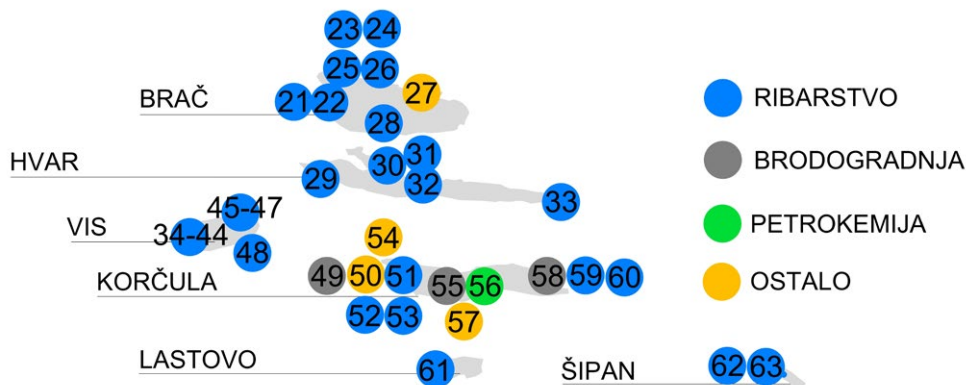 23 24
25 26
BRAČ
21 22
27
28
HVAR
29
30
31
32
33
VIS
45-47
34-44
48
KORČULA
54
49 50 51
52 53
55 56
57
58 59 60
LASTOVO
61
ŠIPAN
62 63
RIBARSTVO
BRODOGRADNJA
PETROKEMIJA
OSTALO